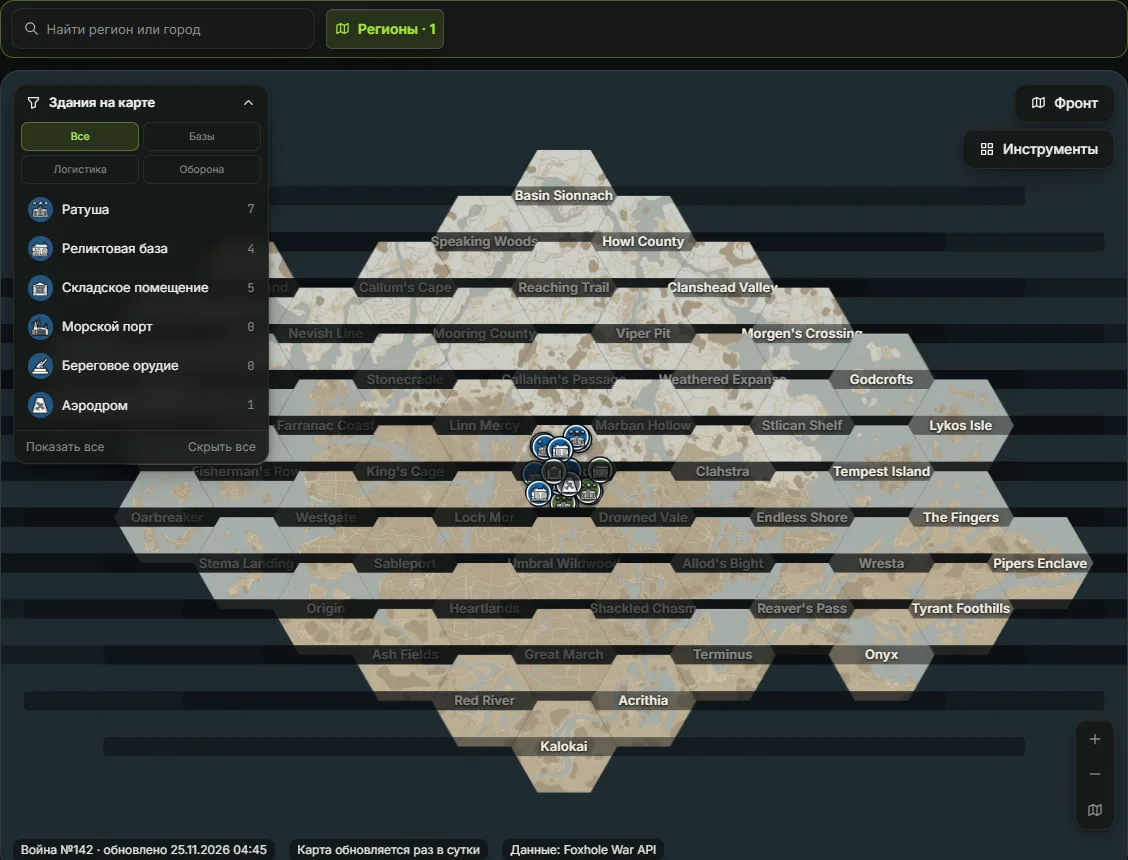 Найти регион или город
Регионы · 1
Здания на карте
Все
Базы
Логистика
Оборона
Ратуша 7
Реликтовая база 4
Складское помещение 5
Морской порт 0
Береговое орудие 0
Аэродром 1
Показать все
Скрыть все
Фронт
Инструменты
Basin Sionnach
Speaking Woods
Howl County
Callum's Cape
Reaching Trail
Clanshead Valley
Nevish Line
Mooring County
Viper Pit
Morgen's Crossing
Stonecradle
Callahan's Passage
Weathered Expanse
Godcrofts
Farranac Coast
Linn Mercy
Marban Hollow
Stlican Shelf
Lykos Isle
Fisherman's Row
King's Cage
Clahstra
Tempest Island
Oarbreaker
Westgate
Loch Mor
Drowned Vale
Endless Shore
The Fingers
Stema Landing
Sableport
Umbral Wildwood
Allod's Bight
Wresta
Pipers Enclave
Origin
Heartlands
Shackled Chasm
Reaver's Pass
Tyrant Foothills
Ash Fields
Great March
Terminus
Onyx
Red River
Acrithia
Kalokai
Война №142 · обновлено 25.11.2026 04:45
Карта обновляется раз в сутки
Данные: Foxhole War API